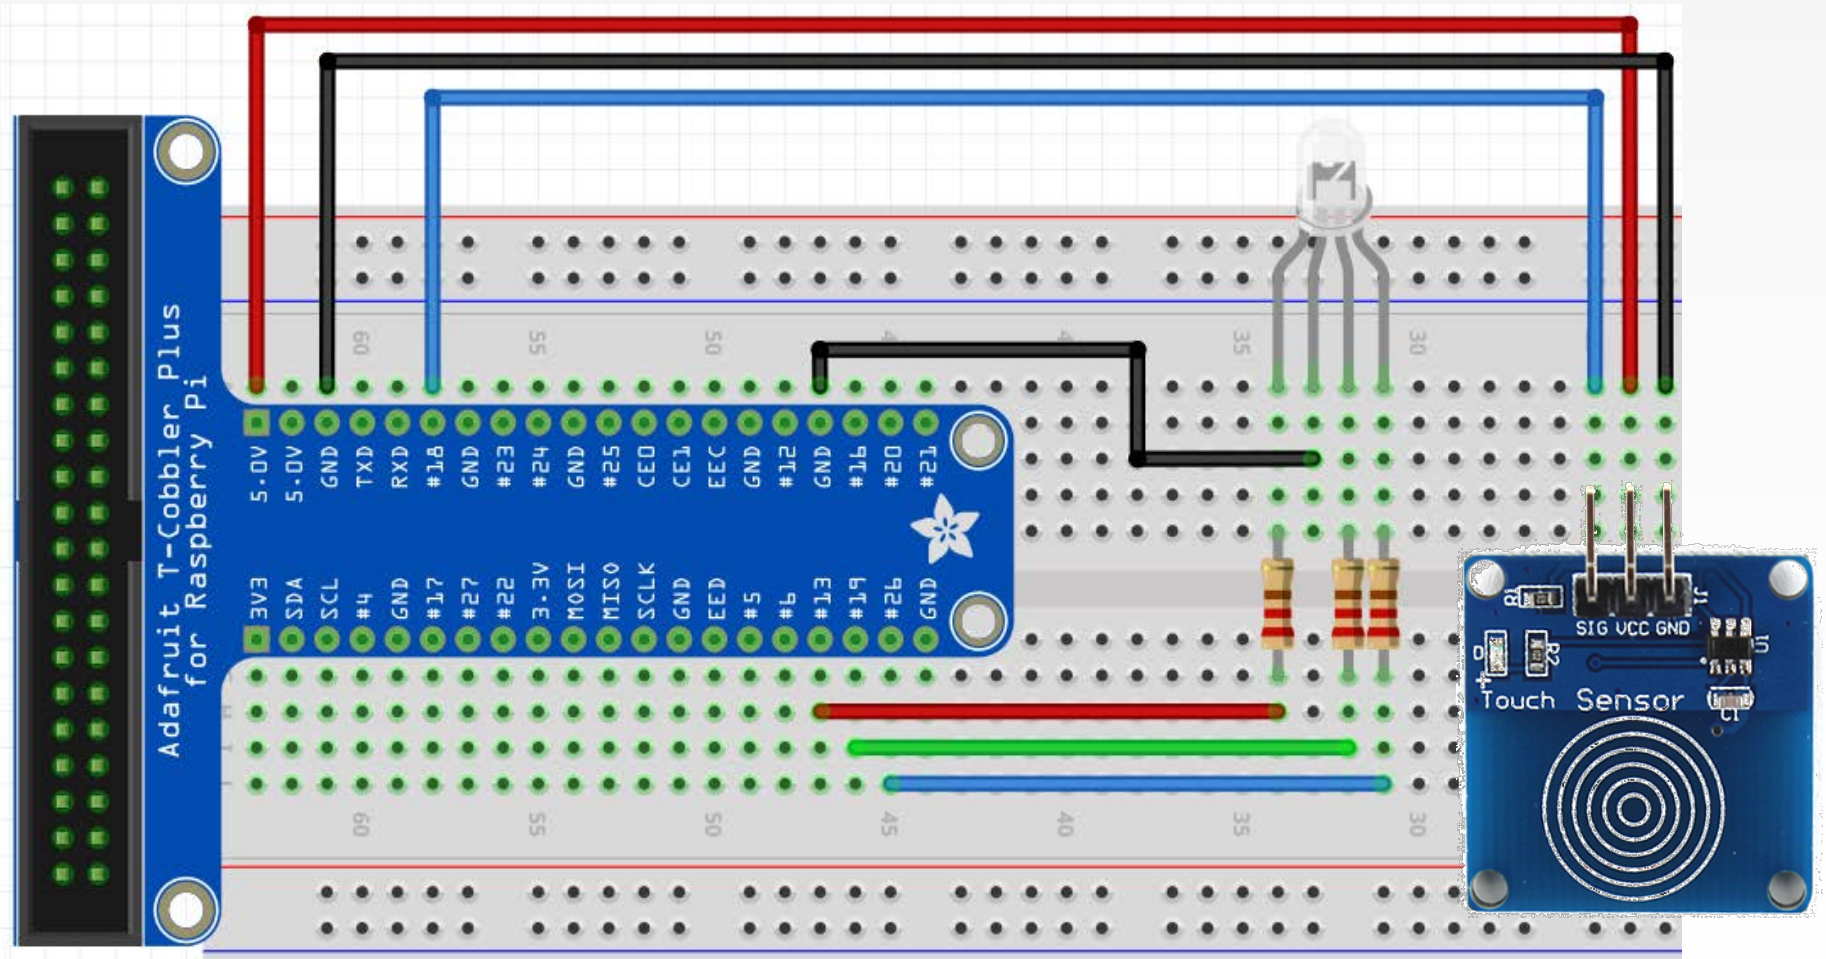 60
55
50
4
4
35
30
5.0V
5.0V
GND
TXD
RXD
#18
GND
#23
#24
GND
#25
CE0
CE1
EEC
GND
#12
GND
#16
#20
#21
Adafruit T-Cobbler Plus
for Raspberry Pi
3V3
SDA
SCL
#4
GND
#17
#27
#22
3.3V
MOSI
MISO
SCLK
GND
EED
#5
#6
#13
#19
#26
GND
R1
J1
SIG VCC GND
D
R2
U1
+
Touch Sensor
C1
60
55
50
45
40
35
30